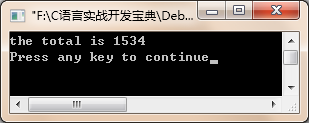 "F:\C语言实战开发宝典\Deb...
the total is 1534
Press any key to continue